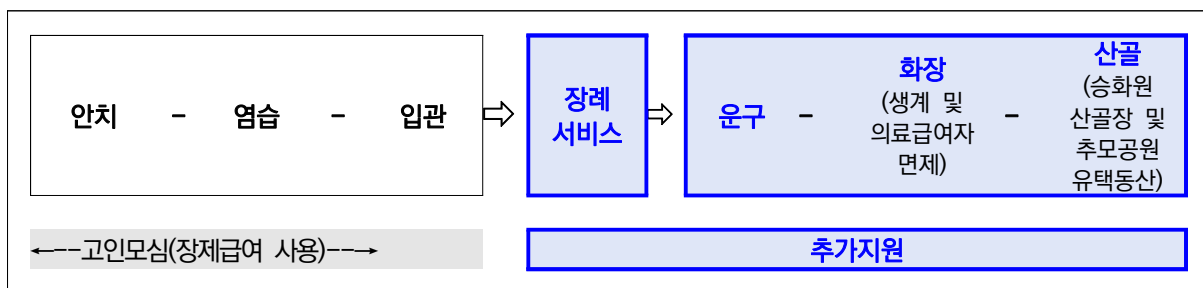 안치 - 염습 - 입관 ⇨ 장례 서비스 ⇨ 운구 - 화장 (생계 및 의료급여자 면제) - 산골 (승화원 산골장 및 추모공원 유택동산)
←--고인모심(장제급여 사용)--→
추가지원